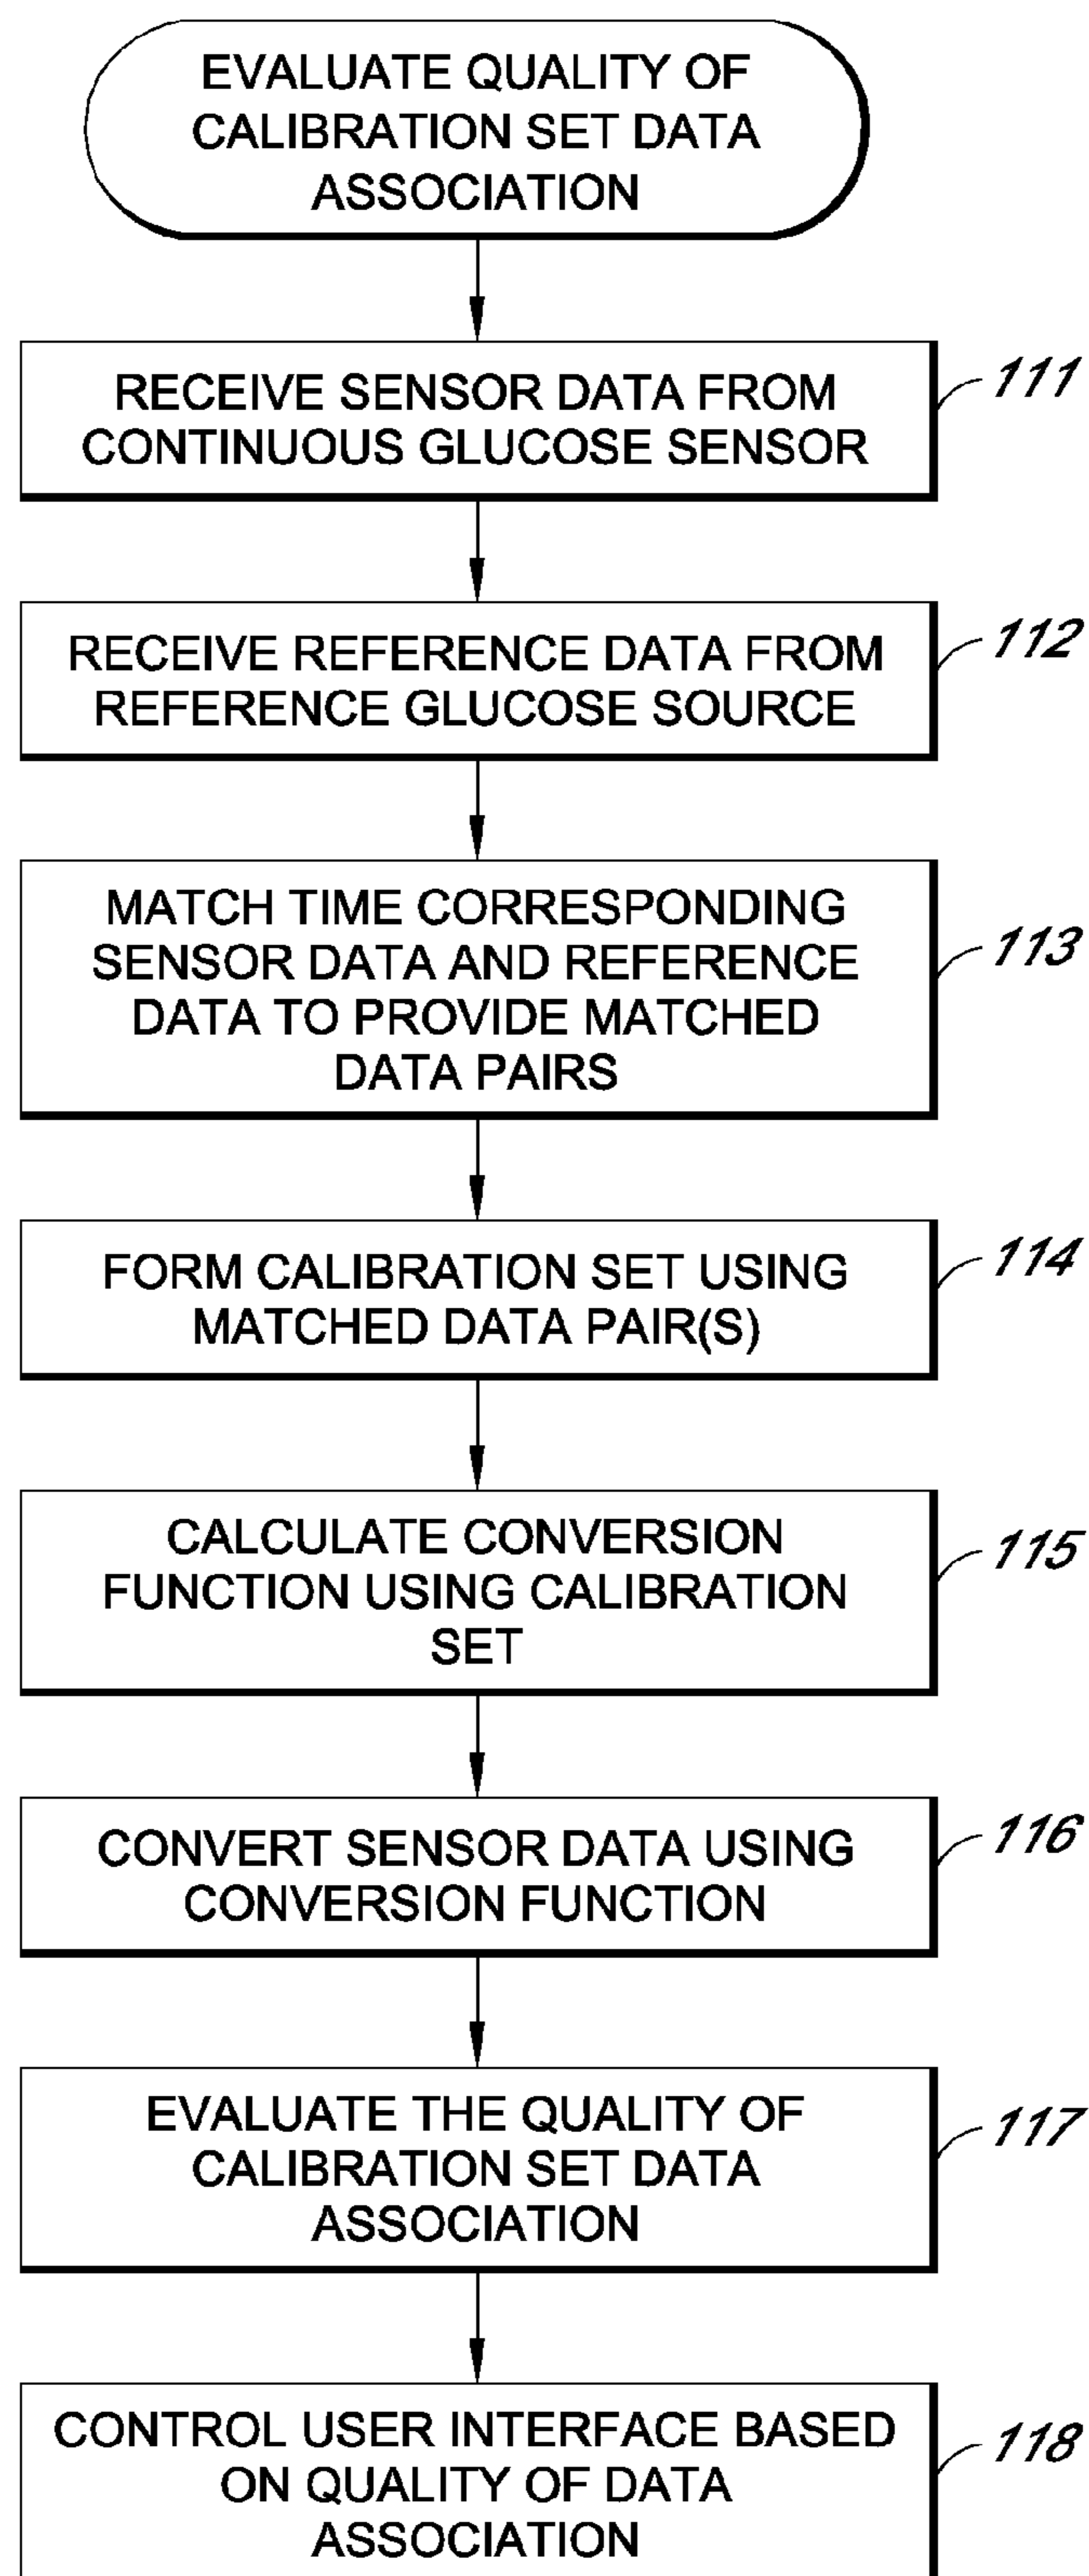 EVALUATE QUALITY OF
CALIBRATION SET DATA
ASSOCIATION
RECEIVE SENSOR DATA FROM
CONTINUOUS GLUCOSE SENSOR
111
RECEIVE REFERENCE DATA FROM
REFERENCE GLUCOSE SOURCE
112
MATCH TIME CORRESPONDING
SENSOR DATA AND REFERENCE
DATA TO PROVIDE MATCHED
DATA PAIRS
113
FORM CALIBRATION SET USING
MATCHED DATA PAIR(S)
114
CALCULATE CONVERSION
FUNCTION USING CALIBRATION
SET
115
CONVERT SENSOR DATA USING
CONVERSION FUNCTION
116
EVALUATE THE QUALITY OF
CALIBRATION SET DATA
ASSOCIATION
117
CONTROL USER INTERFACE BASED
ON QUALITY OF DATA
ASSOCIATION
118